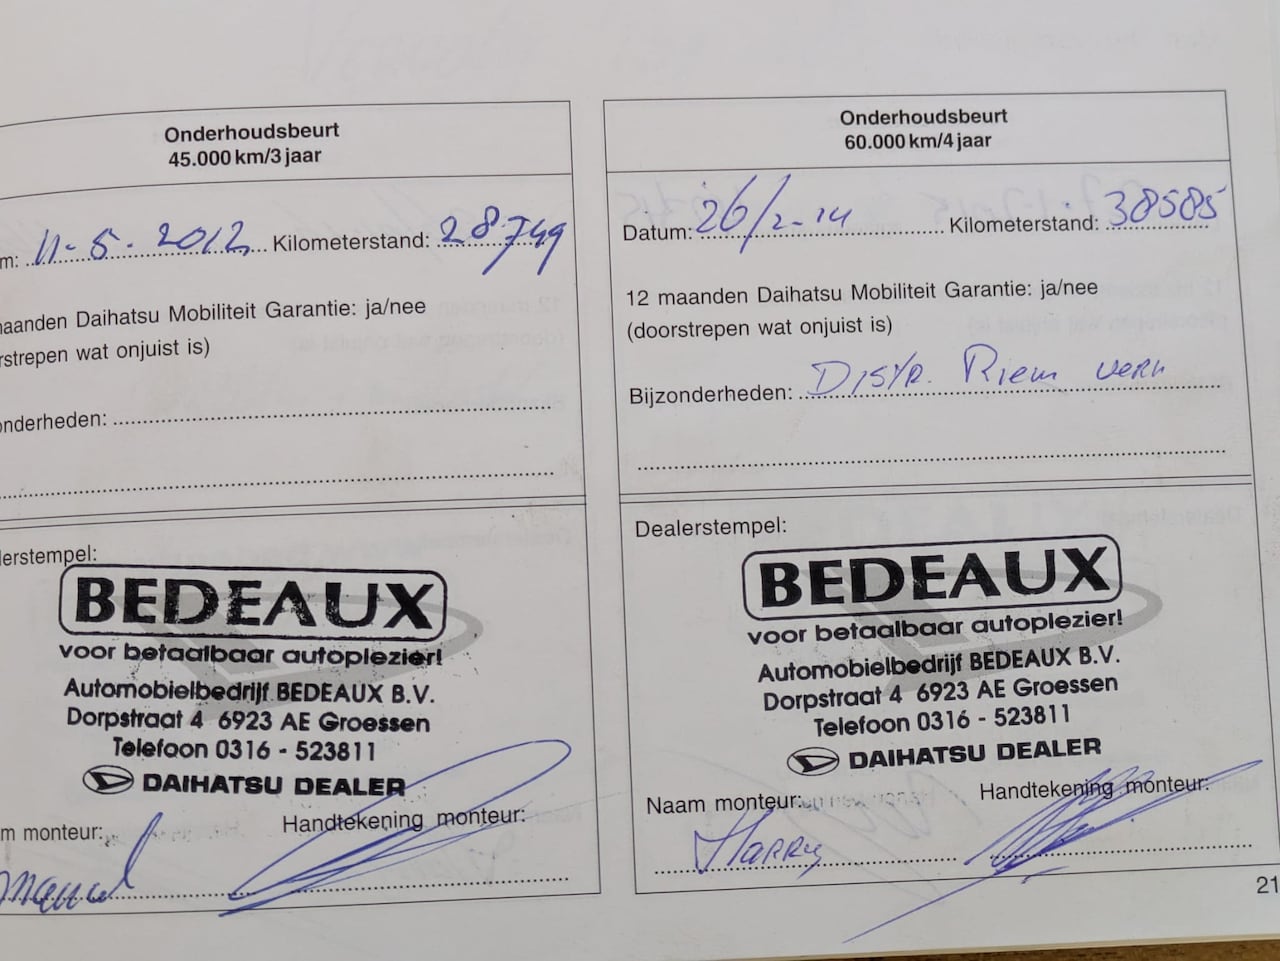 Onderhoudsbeurt
45.000 km/3 jaar
m: 11-5-2012 Kilometerstand: 28749
naanden Daihatsu Mobiliteit Garantie: ja/nee
rstrepen wat onjuist is)
onderheden:
lerstempel:
BEDEAUX
voor betaalbaar autoplezier!
Automobielbedrijf BEDEAUX B.V.
Dorpstraat 4 6923 AE Groessen
Telefoon 0316 - 523811
DAIHATSU DEALER
m monteur:
Handtekening monteur:
Onderhoudsbeurt
60.000 km/4 jaar
Datum: 26/2-14 Kilometerstand: 38585
12 maanden Daihatsu Mobiliteit Garantie: ja/nee
(doorstrepen wat onjuist is)
Bijzonderheden: Distr. Riem vern
Dealerstempel:
BEDEAUX
voor betaalbaar autoplezier!
Automobielbedrijf BEDEAUX B.V.
Dorpstraat 4 6923 AE Groessen
Telefoon 0316 - 523811
DAIHATSU DEALER
Naam monteur:
Handtekening monteur:
Harry
21